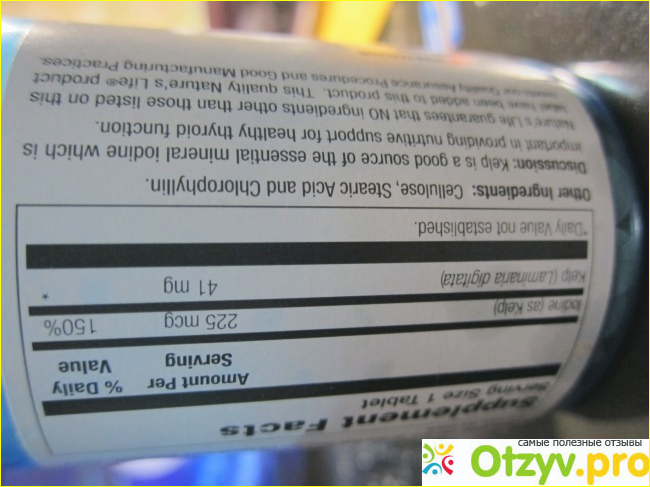 Supplement Facts
Serving Size 1 Tablet
Amount Per Serving % Daily Value
Iodine (as Kelp) 225 mcg 150%
Kelp (Laminaria digitata) 41 mg *
*Daily Value not established.
Other Ingredients: Cellulose, Stearic Acid and Chlorophyllin.
Discussion: Kelp is a good source of the essential mineral iodine which is
important in providing nutritive support for healthy thyroid function.
Nature's Life guarantees that NO ingredients other than those listed on this
label have been added to this product. This Nature's Life® quality product
meets our Quality Assurance Procedures and Good Manufacturing Practices.
самые полезные отзывы
Otzyv.pro